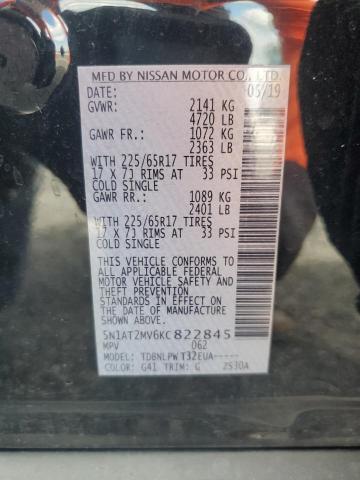 MFD BY NISSAN MOTOR CO., LTD.
DATE: 05/19
GVWR: 2141 KG
4720 LB
GAWR FR.: 1072 KG
2363 LB
WITH 225/65R17 TIRES
17 X 7J RIMS AT 33 PSI
COLD SINGLE
GAWR RR.: 1089 KG
2401 LB
WITH 225/65R17 TIRES
17 X 7J RIMS AT 33 PSI
COLD SINGLE
THIS VEHICLE CONFORMS TO
ALL APPLICABLE FEDERAL
MOTOR VEHICLE SAFETY
AND THEFT PREVENTION
STANDARDS IN EFFECT ON
THE DATE OF MANUFACTURE
SHOWN ABOVE.
5N1AT2MV6KC822845
MPV 062
MODEL: TDBNLPW T32EUA-----
COLOR: G41 TRIM: G 2530A